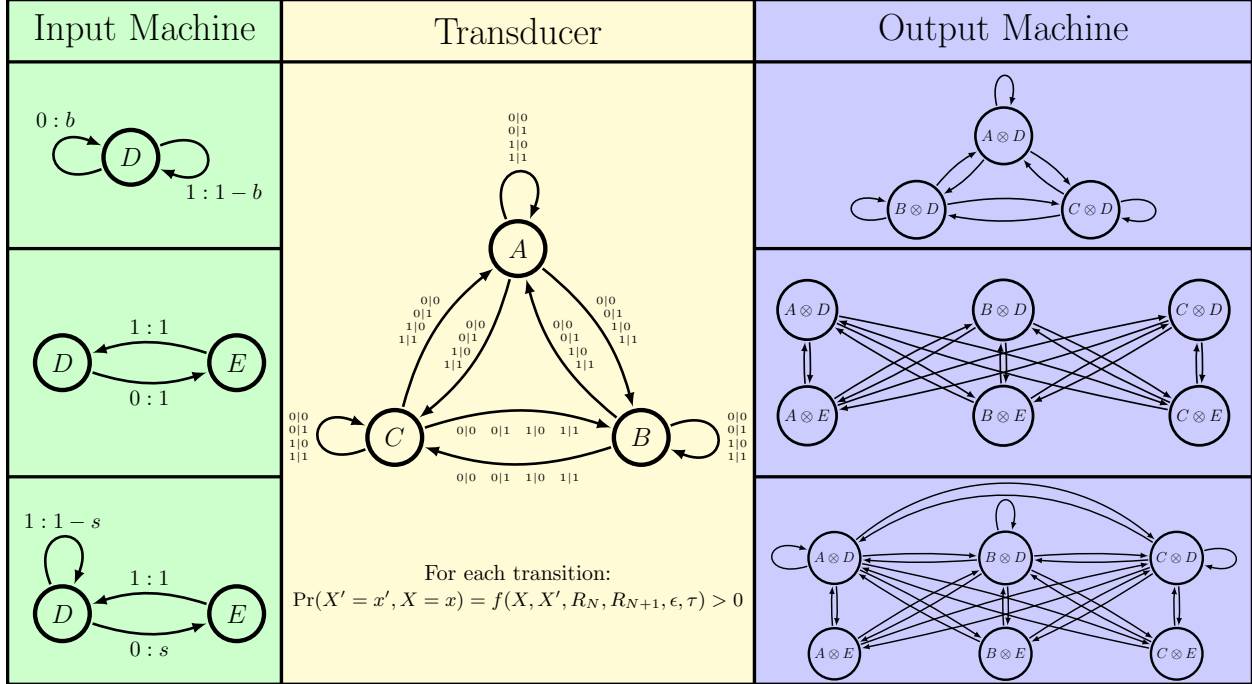 Input Machine
Transducer
Output Machine
0 : b
D
1 : 1 − b
1 : 1
D
E
0 : 1
1 : 1 − s
1 : 1
D
E
0 : s
0|0
0|1
1|0
1|1
A
0|0
0|1
1|0
1|1
0|0
0|1
1|0
1|1
0|0
0|1
1|0
1|1
0|0
0|1
1|0
1|1
0|0
0|1
1|0
1|1
C
0|0 0|1 1|0 1|1
B
0|0
0|1
1|0
1|1
0|0 0|1 1|0 1|1
For each transition:
Pr(X′ = x′, X = x) = f(X, X′, R_N, R_{N+1}, ϵ, τ) > 0
A ⊗ D
B ⊗ D
C ⊗ D
A ⊗ D
B ⊗ D
C ⊗ D
A ⊗ E
B ⊗ E
C ⊗ E
A ⊗ D
B ⊗ D
C ⊗ D
A ⊗ E
B ⊗ E
C ⊗ E